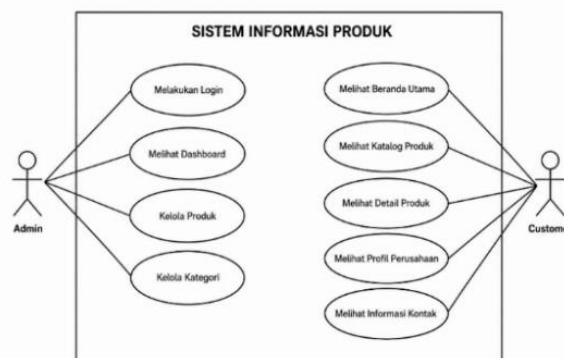 SISTEM INFORMASI PRODUK
Melakukan Login
Melihat Dashboard
Kelola Produk
Kelola Kategori
Admin
Melihat Beranda Utama
Melihat Katalog Produk
Melihat Detail Produk
Melihat Profil Perusahaan
Melihat Informasi Kontak
Custome